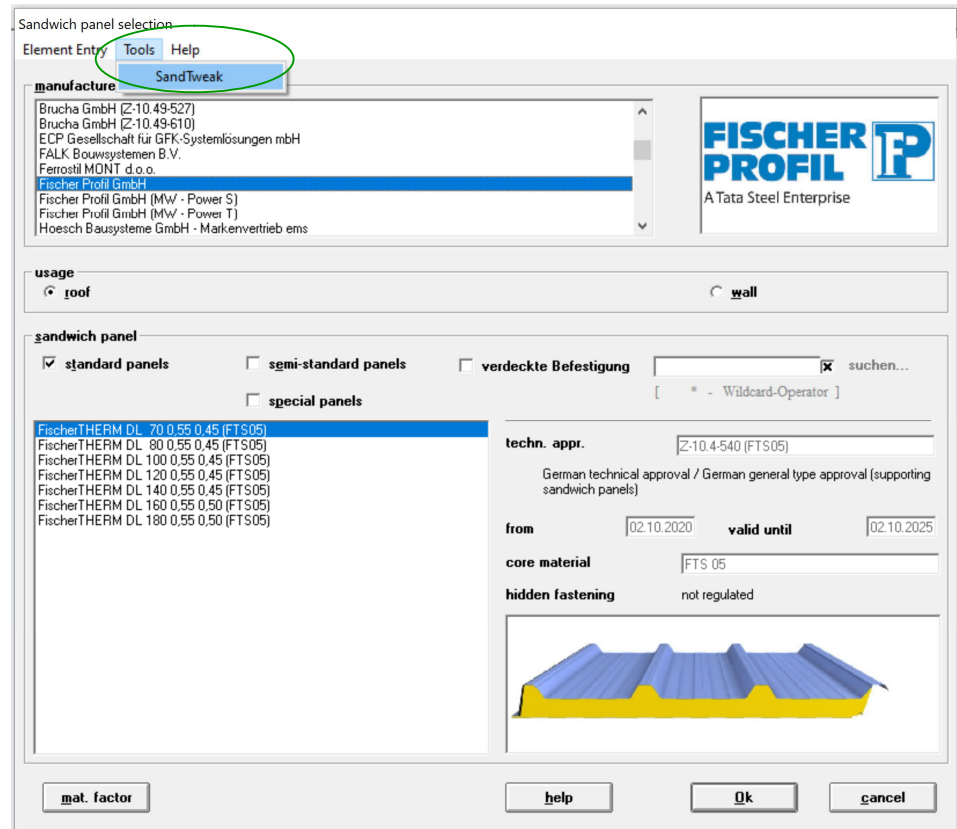 Sandwich panel selection
Element Entry Tools Help
SandTweak
manufacture
Brucha GmbH (Z-10.49-527)
Brucha GmbH (Z-10.49-610)
ECP Gesellschaft für GFK-Systemlösungen mbH
FALK Bouwsystemen B.V.
Ferrostil MONT d.o.o.
Fischer Profil GmbH
Fischer Profil GmbH (MW - Power S)
Fischer Profil GmbH (MW - Power T)
Hoesch Bausysteme GmbH - Markenvertrieb ems
FISCHER
PROFIL
A Tata Steel Enterprise
usage
roof
wall
sandwich panel
standard panels
semi-standard panels
verdeckte Befestigung
suchen...
[ * - Wildcard-Operator ]
special panels
FischerTHERM DL 70 0,55 0,45 (FTS05)
FischerTHERM DL 80 0,55 0,45 (FTS05)
FischerTHERM DL 100 0,55 0,45 (FTS05)
FischerTHERM DL 120 0,55 0,45 (FTS05)
FischerTHERM DL 140 0,55 0,45 (FTS05)
FischerTHERM DL 160 0,55 0,50 (FTS05)
FischerTHERM DL 180 0,55 0,50 (FTS05)
techn. appr.
Z-10.4-540 (FTS05)
German technical approval / German general type approval (supporting
sandwich panels)
from
02.10.2020
valid until
02.10.2025
core material
FTS 05
hidden fastening
not regulated
mat. factor
help
Ok
cancel